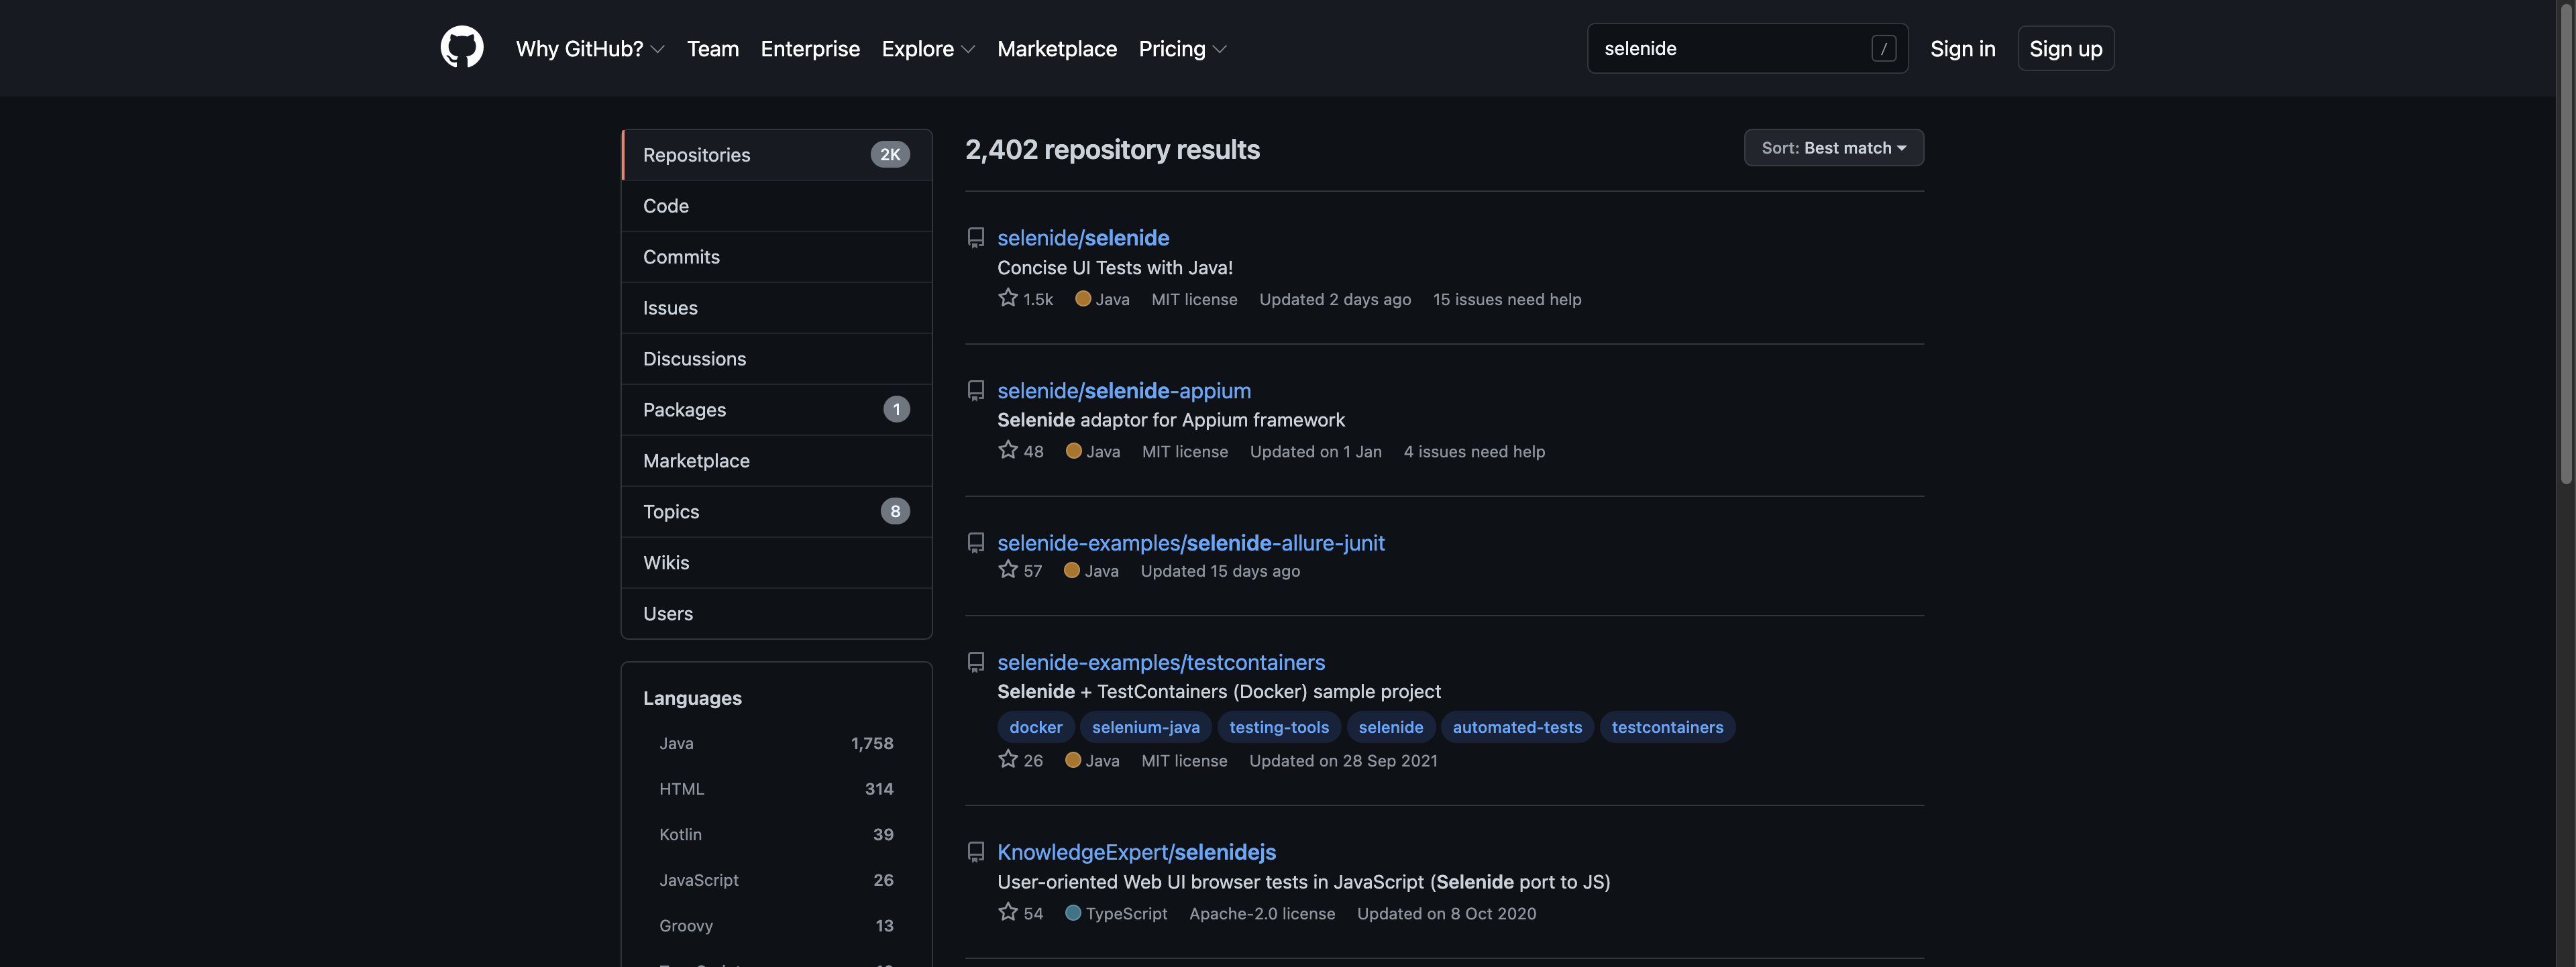 Why GitHub? Team Enterprise Explore Marketplace Pricing selenide / Sign in Sign up
Repositories 2K
Code
Commits
Issues
Discussions
Packages 1
Marketplace
Topics 8
Wikis
Users
Languages
Java 1,758
HTML 314
Kotlin 39
JavaScript 26
Groovy 13
2,402 repository results
Sort: Best match
selenide/selenide
Concise UI Tests with Java!
1.5k Java MIT license Updated 2 days ago 15 issues need help
selenide/selenide-appium
Selenide adaptor for Appium framework
48 Java MIT license Updated on 1 Jan 4 issues need help
selenide-examples/selenide-allure-junit
57 Java Updated 15 days ago
selenide-examples/testcontainers
Selenide + TestContainers (Docker) sample project
docker selenium-java testing-tools selenide automated-tests testcontainers
26 Java MIT license Updated on 28 Sep 2021
KnowledgeExpert/selenidejs
User-oriented Web UI browser tests in JavaScript (Selenide port to JS)
54 TypeScript Apache-2.0 license Updated on 8 Oct 2020